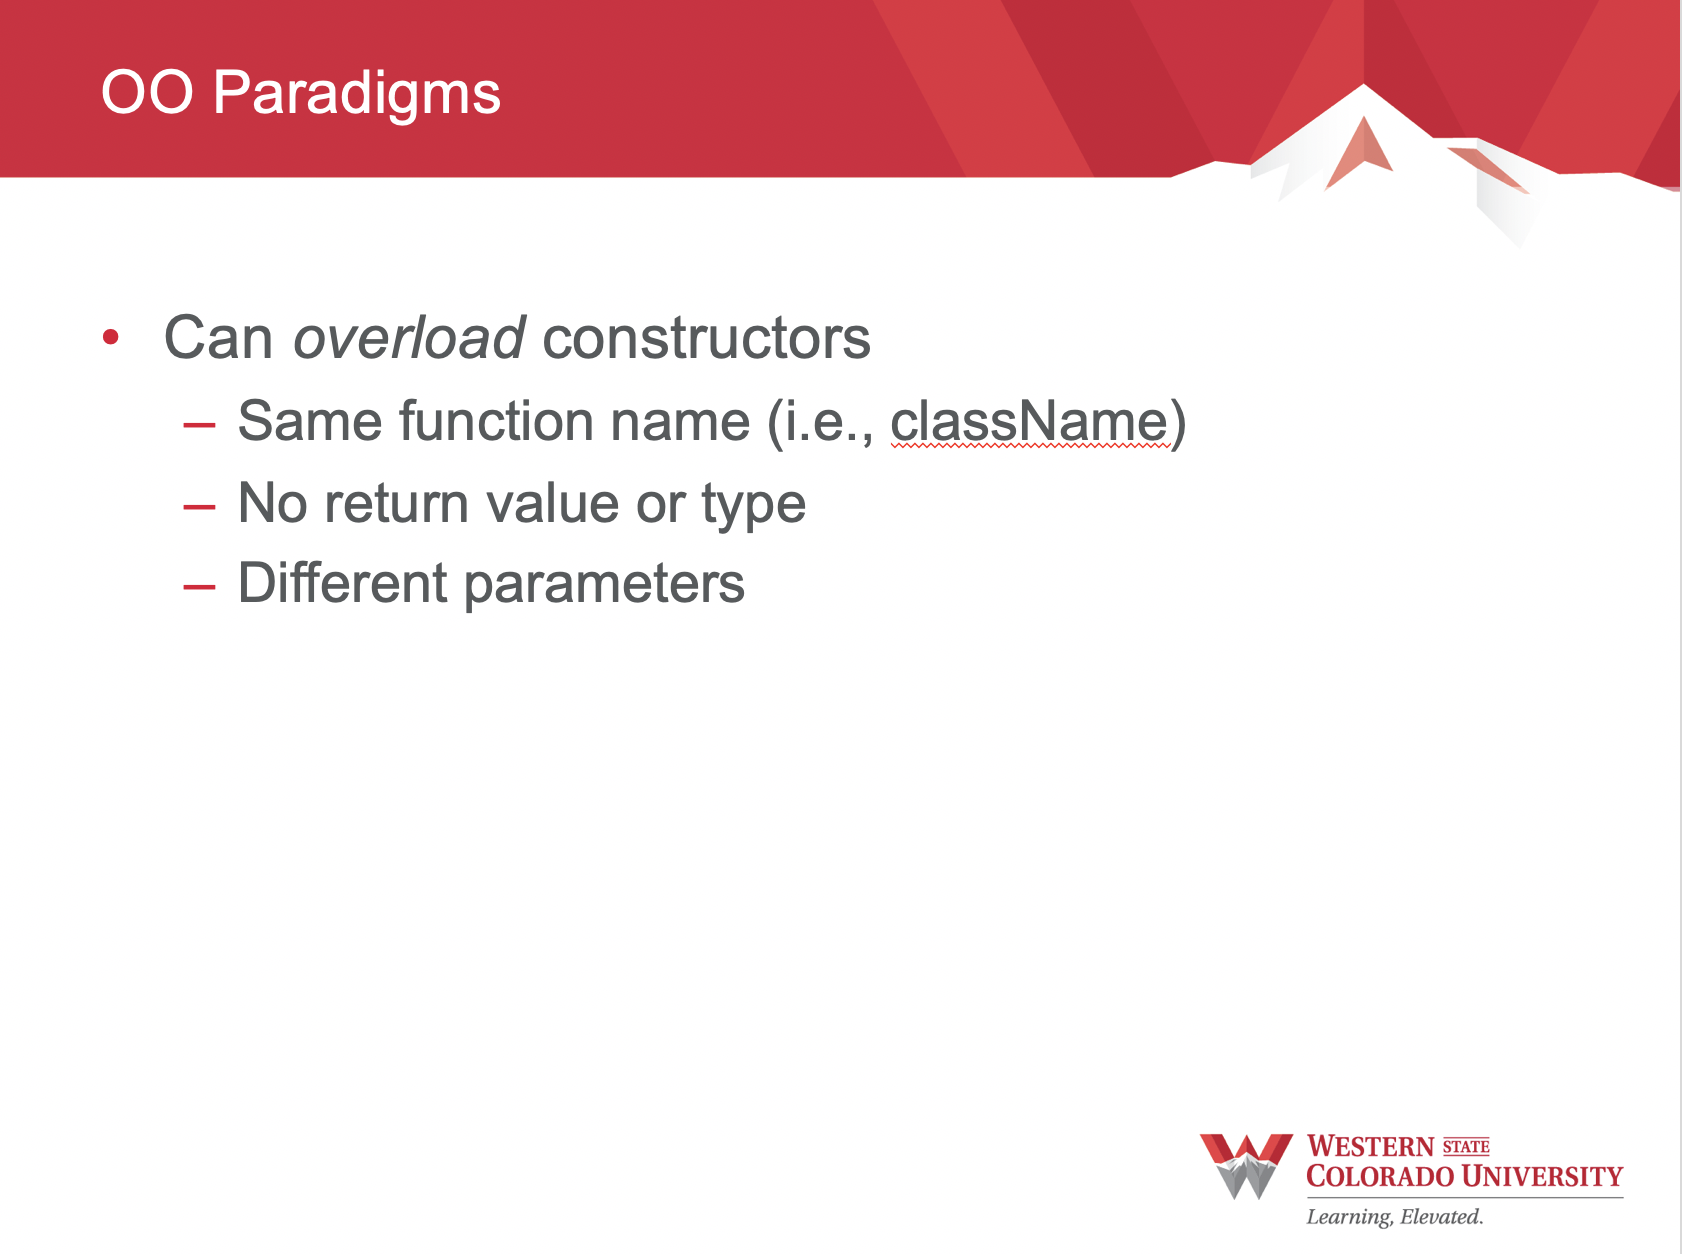 OO Paradigms
• Can overload constructors
– Same function name (i.e., className)
– No return value or type
– Different parameters
WESTERN STATE
COLORADO UNIVERSITY
Learning, Elevated.